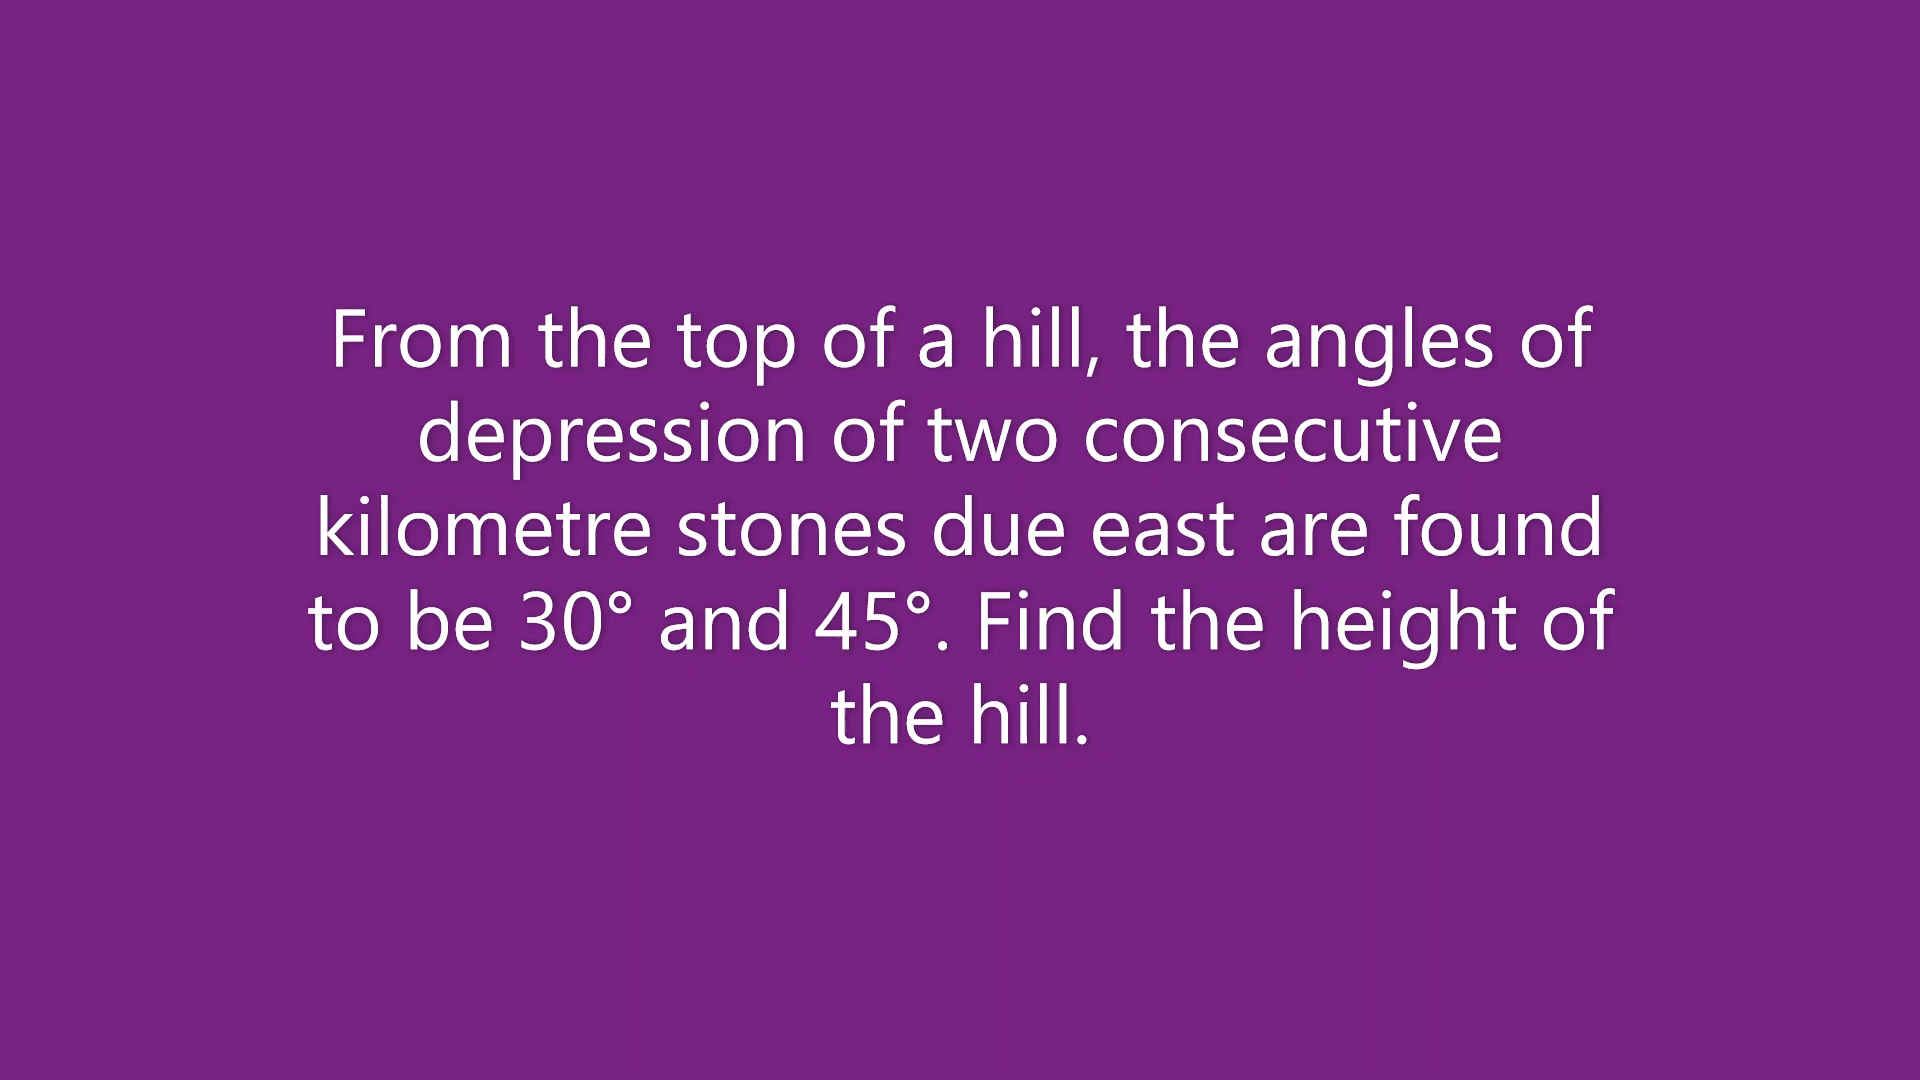 From the top of a hill, the angles of
depression of two consecutive
kilometre stones due east are found
to be 30° and 45°. Find the height of
the hill.